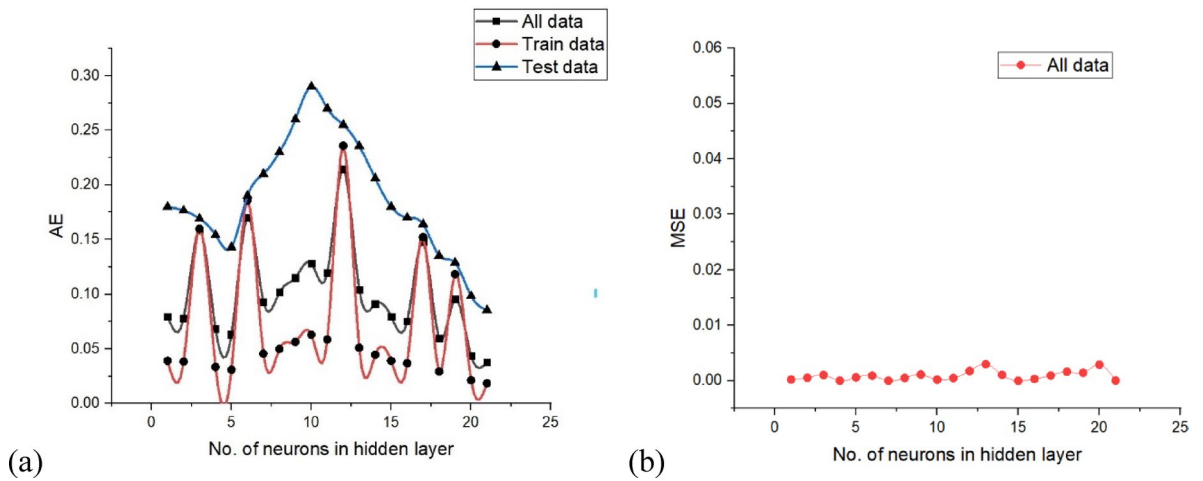 All data
Train data
Test data
0.30
0.25
0.20
0.15
0.10
0.05
0.00
AE
0 5 10 15 20 25
No. of neurons in hidden layer
(a)
All data
0.06
0.05
0.04
0.03
0.02
0.01
0.00
MSE
0 5 10 15 20 25
No. of neurons in hidden layer
(b)